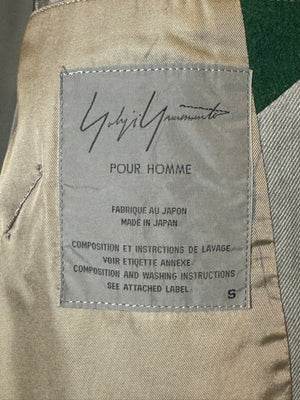 Yohji Yamamoto
POUR HOMME
FABRIQUE AU JAPON
MADE IN JAPAN
COMPOSITION ET INSTRCTIONS DE LAVAGE
VOIR ETIQETTE ANNEXE
COMPOSITION AND WASHING INSTRUCTIONS
SEE ATTACHED LABEL
S